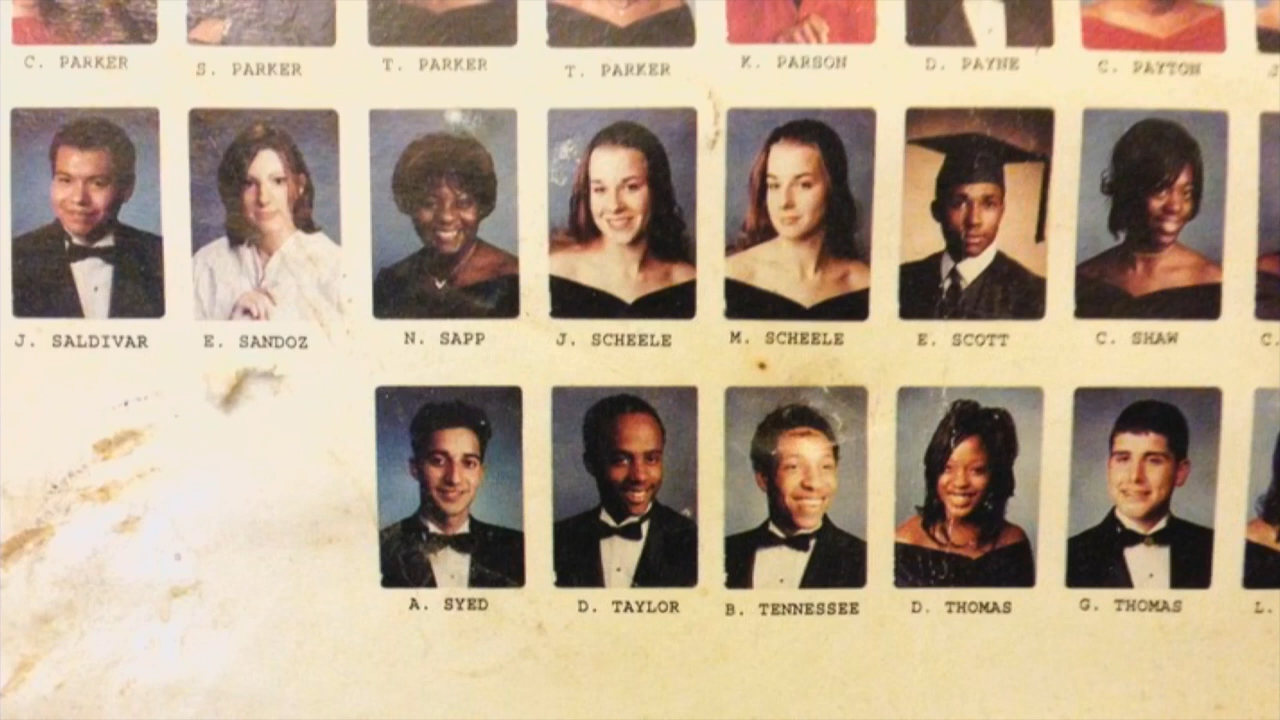 C. PARKER S. PARKER T. PARKER T. PARKER K. PARSON D. PAYNE C. PAYTON
J. SALDIVAR E. SANDOZ N. SAPP J. SCHEELE M. SCHEELE E. SCOTT C. SHAW C.
A. SYED D. TAYLOR B. TENNESSEE D. THOMAS G. THOMAS L.